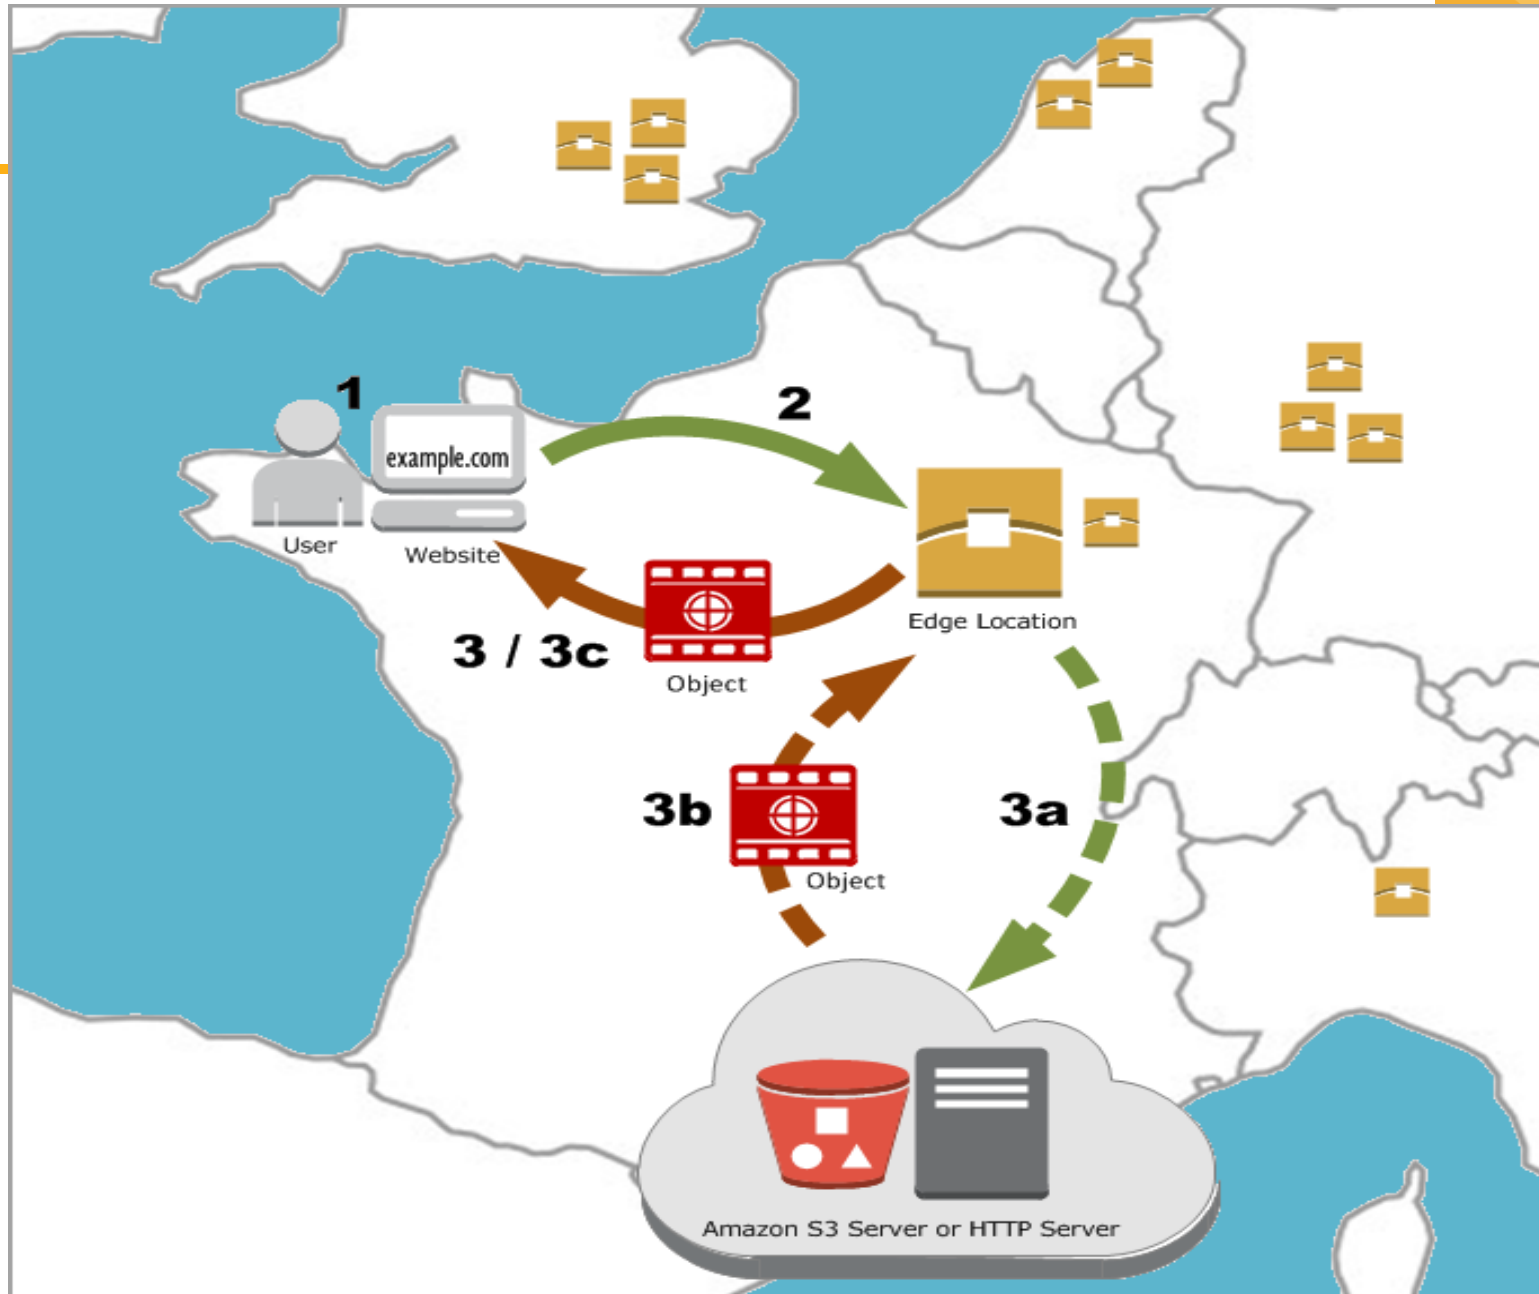 1
2
example.com
User
Website
Edge Location
3 / 3c
Object
3b
3a
Object
Amazon S3 Server or HTTP Server